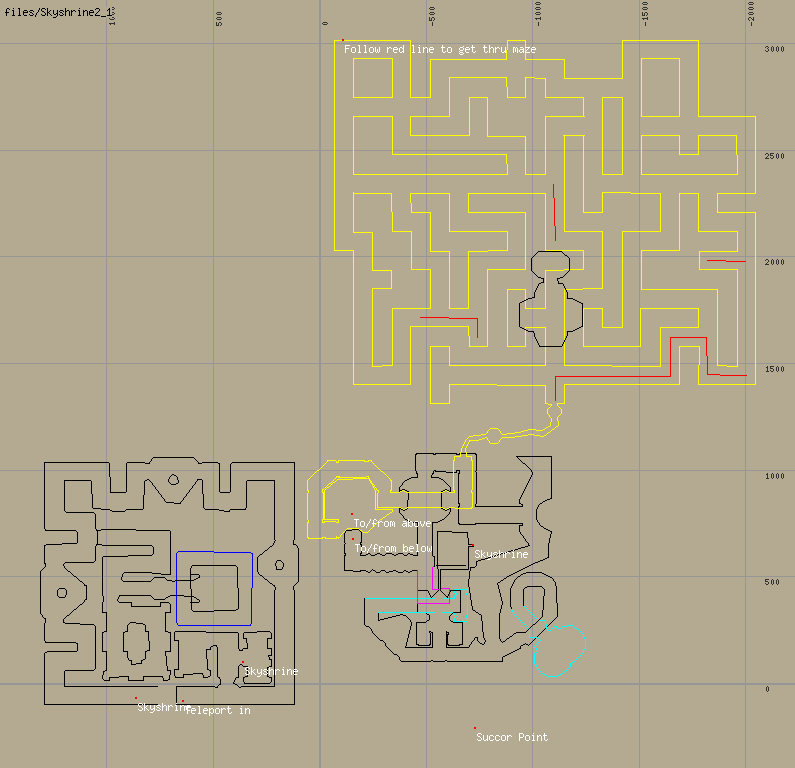 files/Skyshrine2_1
500
0
-500
-1000
-1500
-2000
Follow red line to get thru maze
3000
2500
2000
1500
1000
To/from above
To/from below
Skyshrine
500
Skyshrine
0
Skyshrine
Teleport in
Succor Point